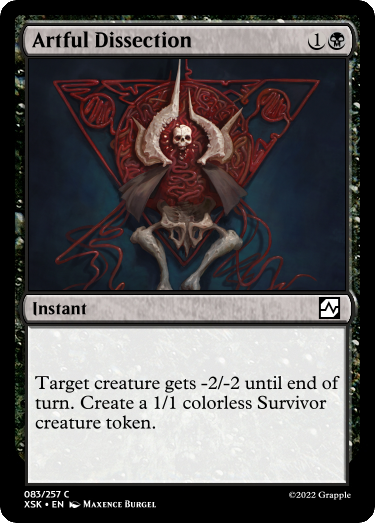 Artful Dissection 1
Instant
Target creature gets -2/-2 until end of
turn. Create a 1/1 colorless Survivor
creature token.
083/257 C
XSK • EN Maxence Burgel
©2022 Grapple